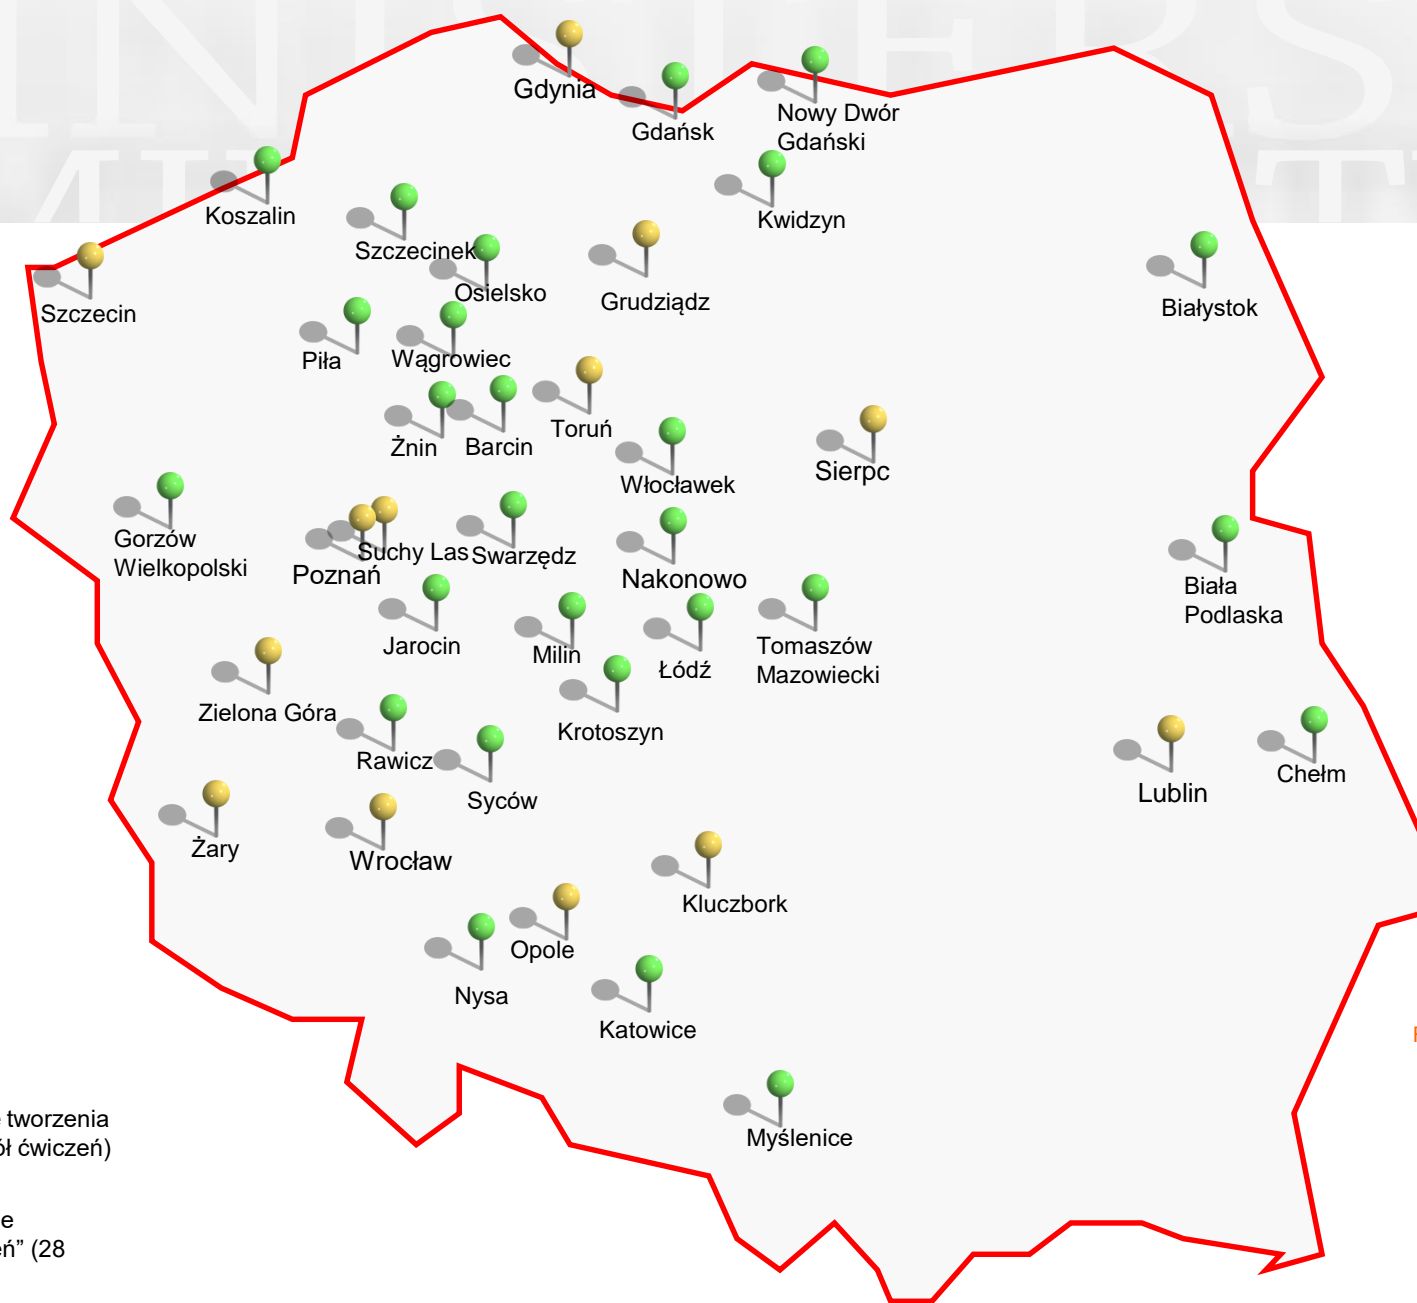 Gdynia
Gdańsk
Nowy Dwór
Gdański
Koszalin
Kwidzyn
Szczecinek
Osielsko
Grudziądz
Szczecin
Białystok
Piła
Wągrowiec
Toruń
Żnin
Barcin
Włocławek
Sierpc
Gorzów
Wielkopolski
Suchy Las
Swarzędz
Poznań
Nakonowo
Biała
Podlaska
Jarocin
Milin
Łódź
Tomaszów
Mazowiecki
Zielona Góra
Krotoszyn
Rawicz
Syców
Lublin
Chełm
Żary
Wrocław
Kluczbork
Opole
Nysa
Katowice
tworzenia
ół ćwiczeń)
Myślenice
e
eń” (28